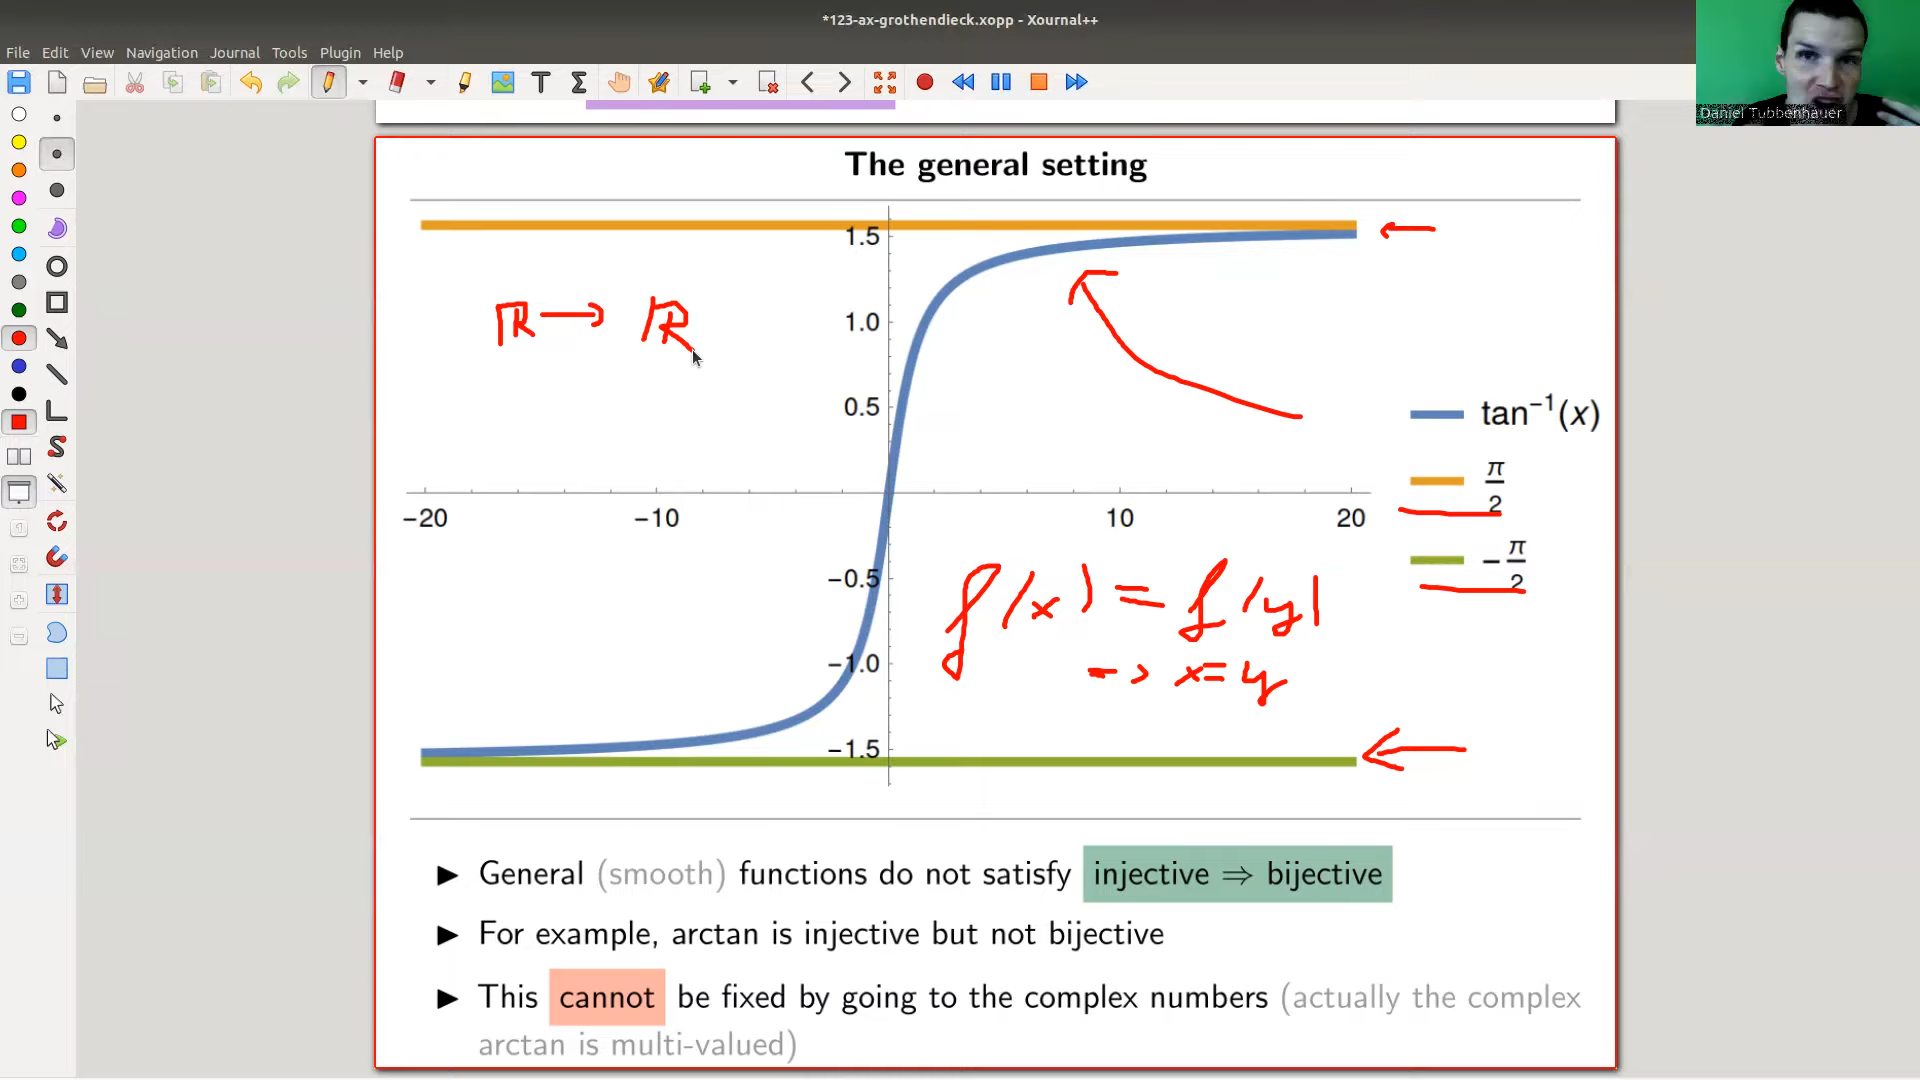 *123-ax-grothendieck.xopp - Xournal++
File Edit View Navigation Journal Tools Plugin Help
Daniel Tubbenhauer
The general setting
1.5
1.0
0.5
-20 -10 10 20
-0.5
-1.0
-1.5
tan⁻¹(x)
π/2
-π/2
ℝ → ℝ
f(x) = f(y)
→ x = y
► General (smooth) functions do not satisfy injective ⇒ bijective
► For example, arctan is injective but not bijective
► This cannot be fixed by going to the complex numbers (actually the complex
arctan is multi-valued)